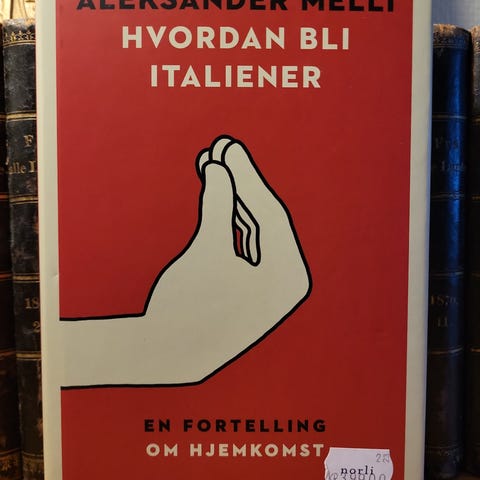 ALEKSANDER MELLI
HVORDAN BLI
ITALIENER
EN FORTELLING
OM HJEMKOMST
norli